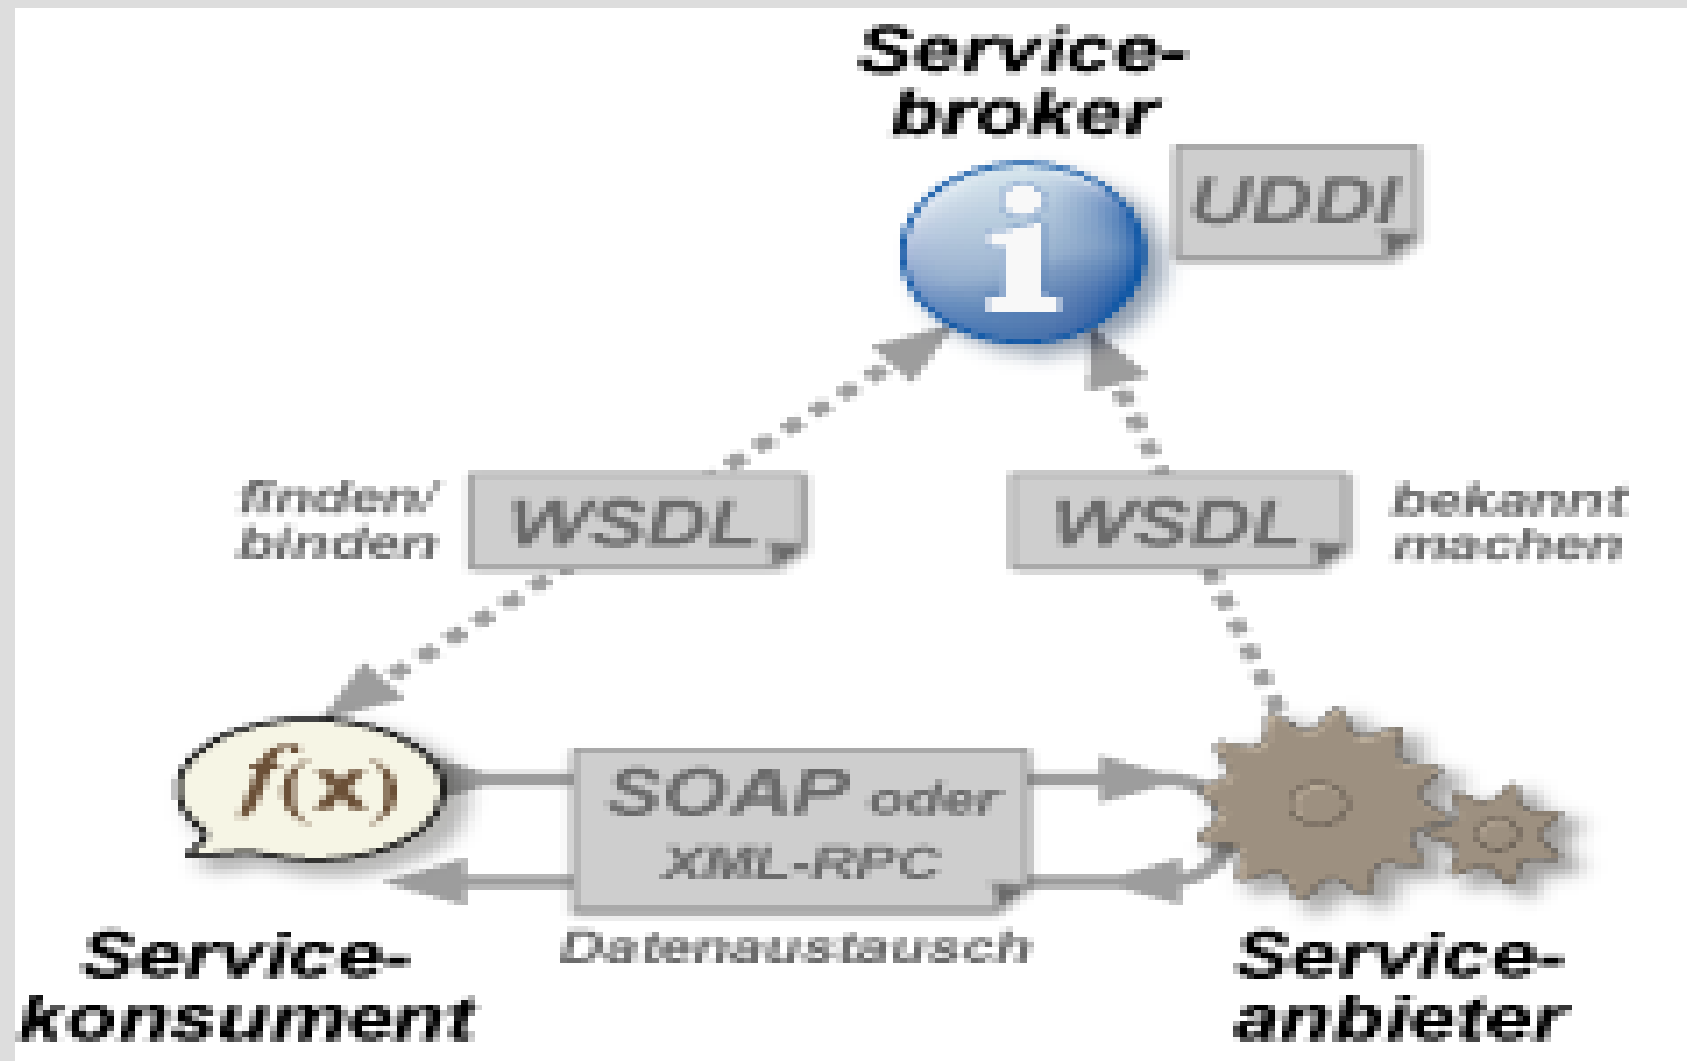 Service-
broker
i
UDDI
finden/
binden
WSDL
WSDL
bekannt
machen
f(x)
SOAP oder
XML-RPC
Datenaustausch
Service-
konsument
Service-
anbieter